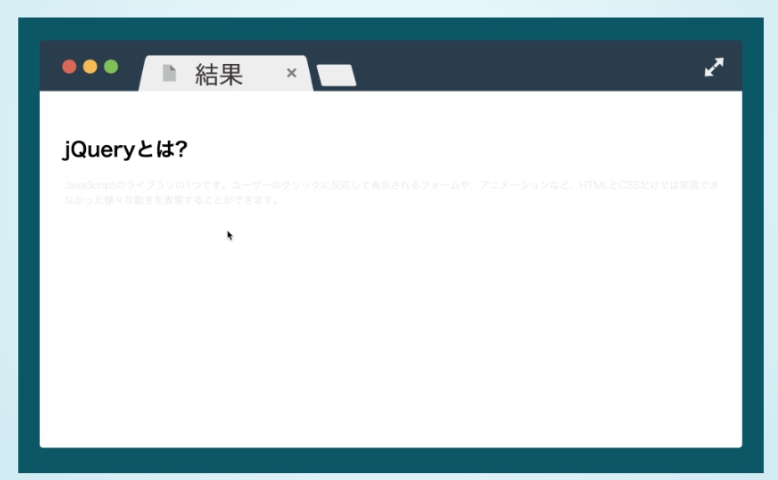 結果
jQueryとは?
JavaScriptのライブラリの1つです。ユーザーのクリックに反応して表示されるフォームや、アニメーションなど、HTMLとCSSだけでは実現でき
なかった様々な動きを表現することができます。